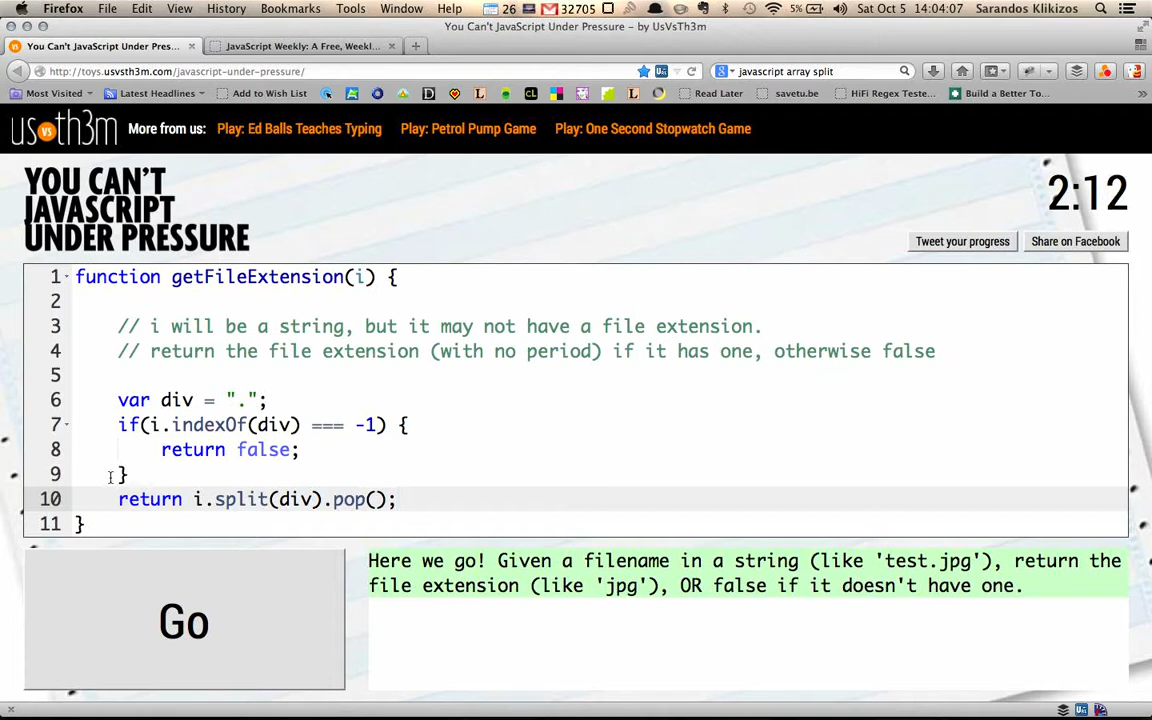 Firefox File Edit View History Bookmarks Tools Window Help 26 32705 5% Sat Oct 5 14:04:07 Sarandos Klikizos
You Can't JavaScript Under Pressure - by UsVsTh3m
You Can't JavaScript Under Pres... JavaScript Weekly: A Free, Weekl...
http://toys.usvsth3m.com/javascript-under-pressure/ javascript array split
Most Visited Latest Headlines Add to Wish List Read Later savetu.be HiFi Regex Teste... Build a Better To...
us vs th3m More from us: Play: Ed Balls Teaches Typing Play: Petrol Pump Game Play: One Second Stopwatch Game
YOU CAN'T
JAVASCRIPT
UNDER PRESSURE
2:12
Tweet your progress Share on Facebook
1 function getFileExtension(i) {
2
3 // i will be a string, but it may not have a file extension.
4 // return the file extension (with no period) if it has one, otherwise false
5
6 var div = ".";
7 if(i.indexOf(div) === -1) {
8 return false;
9 }
10 return i.split(div).pop();
11 }
Go
Here we go! Given a filename in a string (like 'test.jpg'), return the
file extension (like 'jpg'), OR false if it doesn't have one.